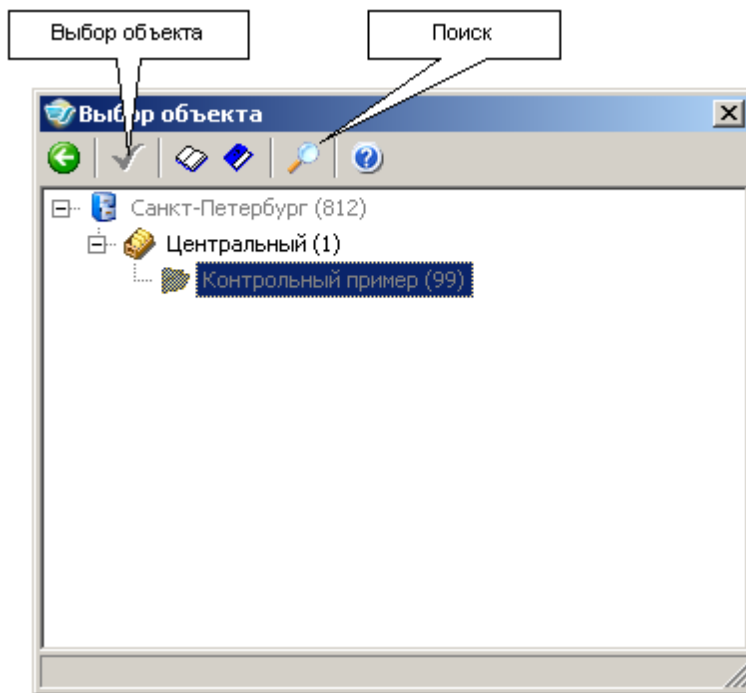 Выбор объекта
Поиск
Выбор объекта
Санкт-Петербург (812)
Центральный (1)
Контрольный пример (99)